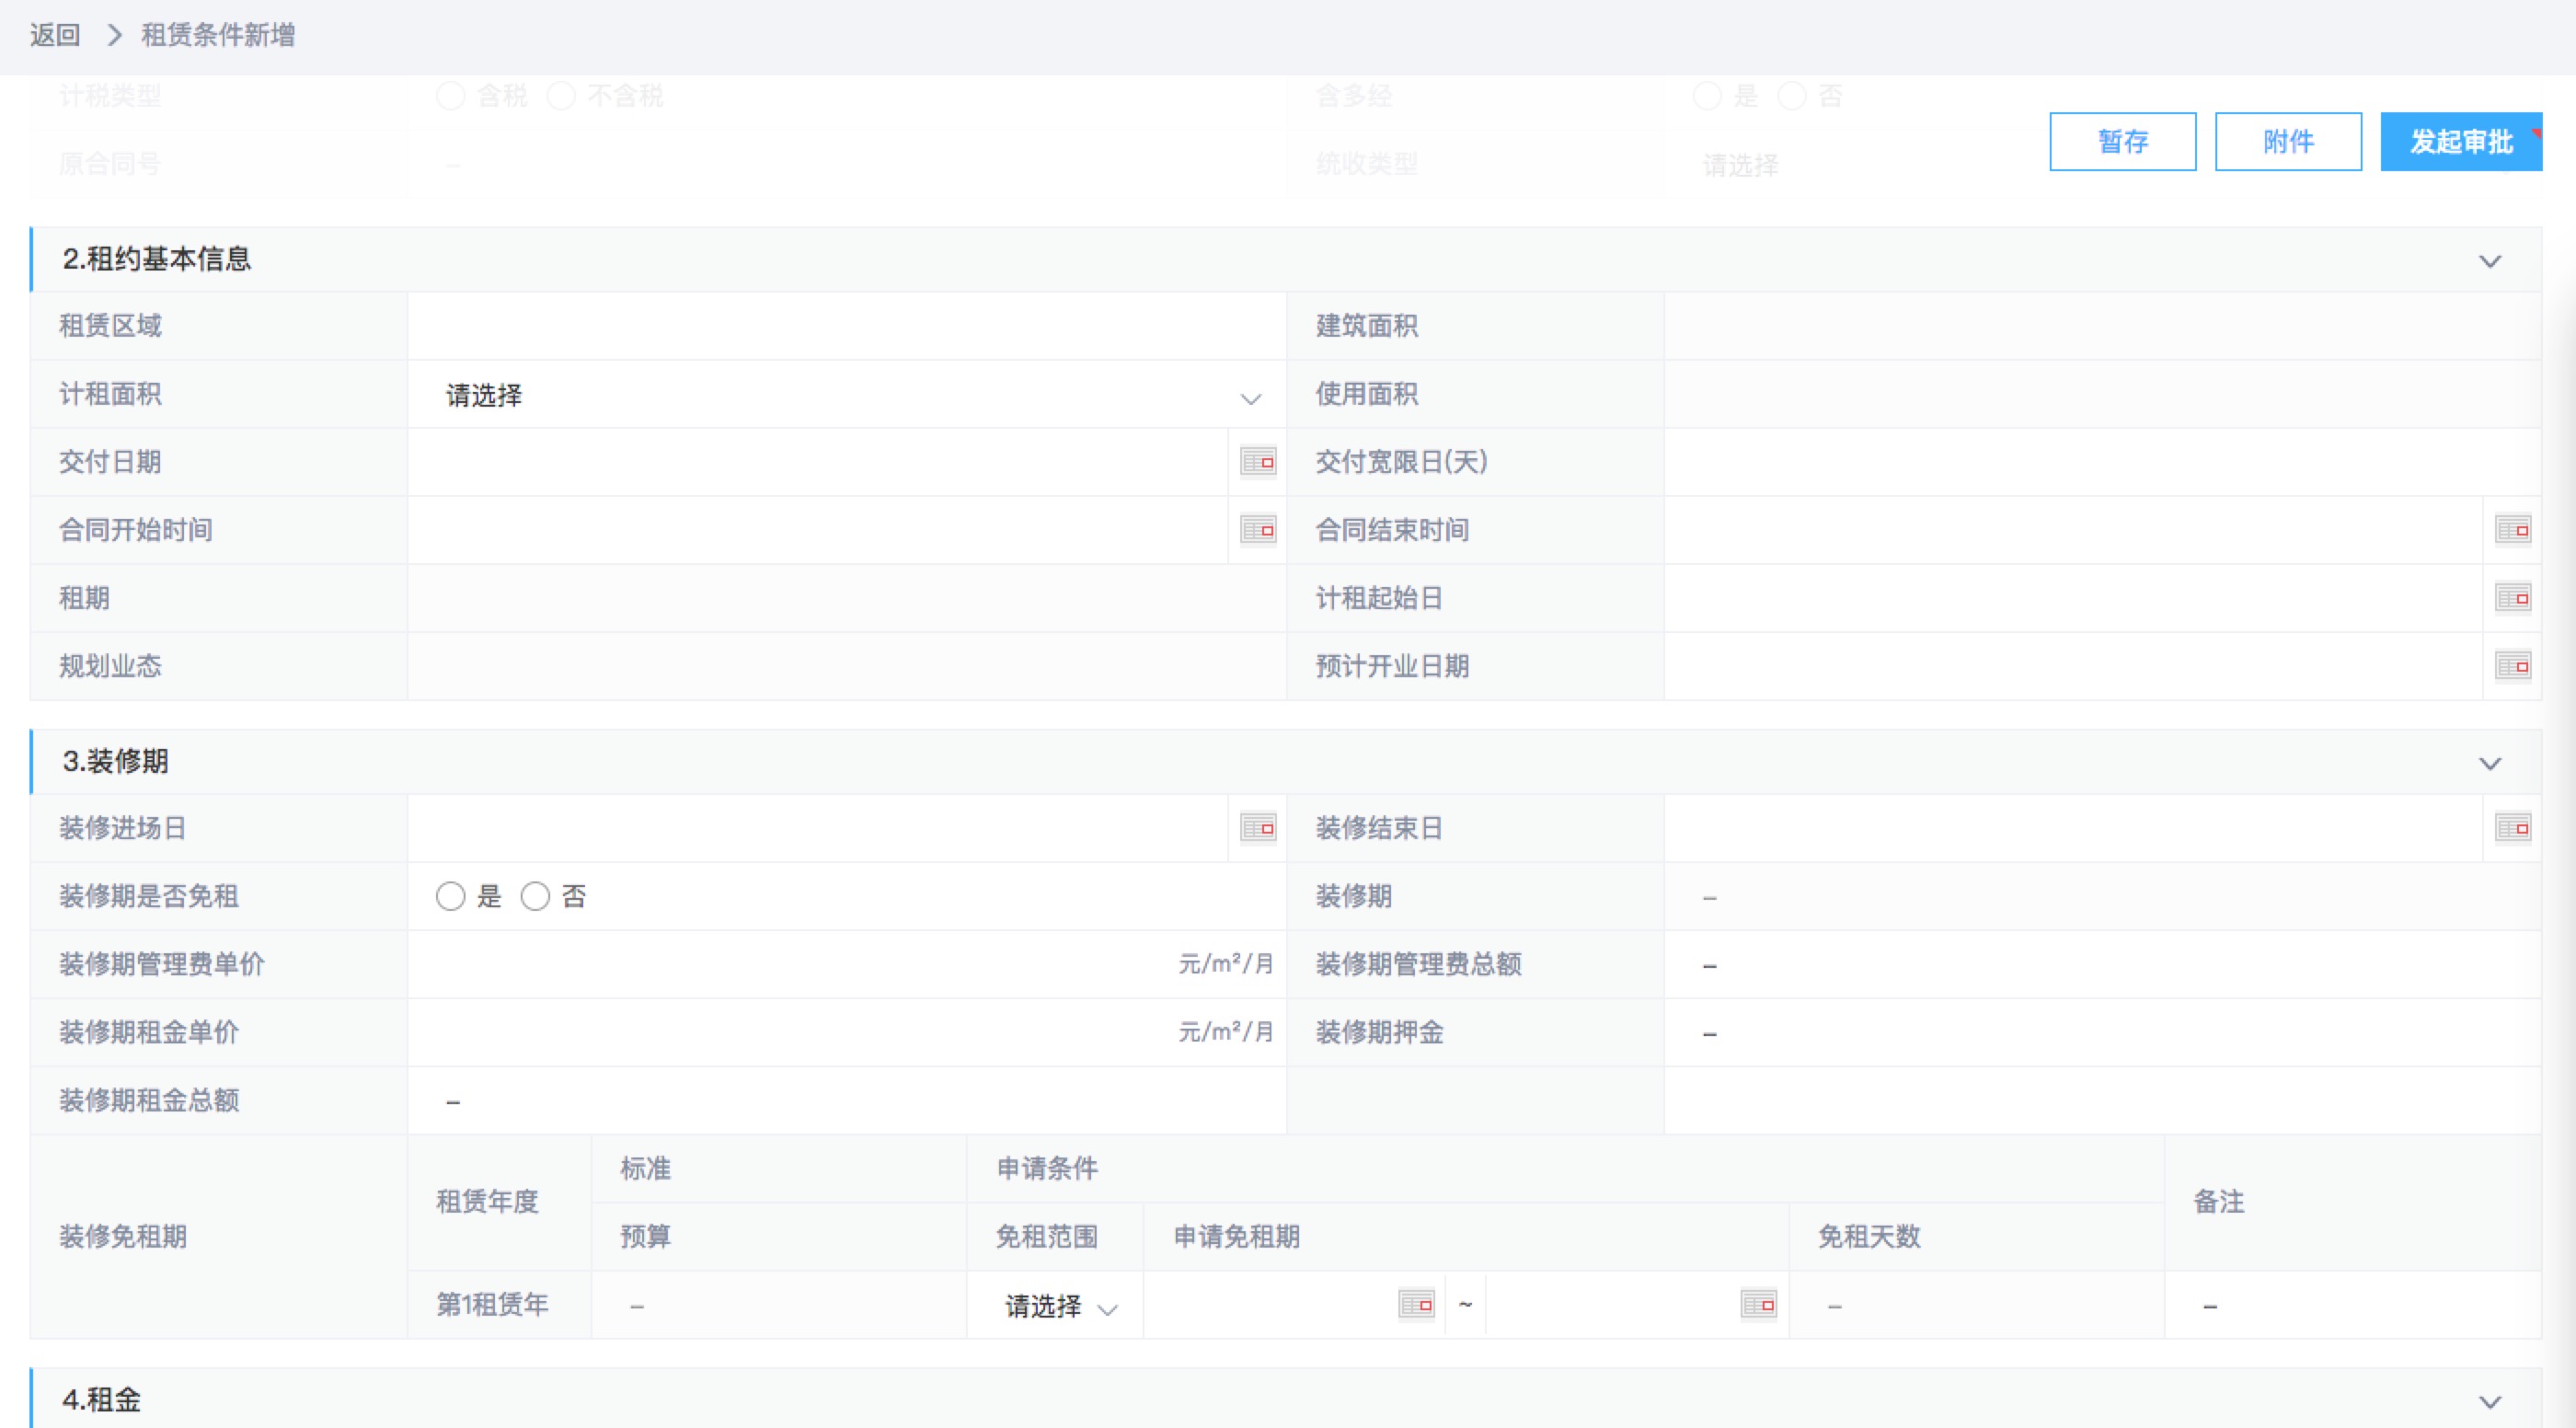 返回 > 租赁条件新增
计税类型 含税 不含税 含多经 是 否
暂存 附件 发起审批
原合同号 – 统收类型 请选择
2.租约基本信息
租赁区域 建筑面积
计租面积 请选择 使用面积
交付日期 交付宽限日(天)
合同开始时间 合同结束时间
租期 计租起始日
规划业态 预计开业日期
3.装修期
装修进场日 装修结束日
装修期是否免租 是 否 装修期 –
装修期管理费单价 元/m²/月 装修期管理费总额 –
装修期租金单价 元/m²/月 装修期押金 –
装修期租金总额 –
标准 申请条件
租赁年度 备注
装修免租期 预算 免租范围 申请免租期 免租天数
第1租赁年 – 请选择 ~ – –
4.租金